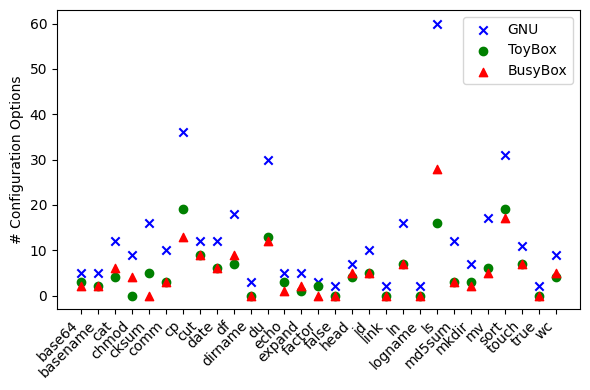 # Configuration Options
60
50
40
30
20
10
0
GNU
ToyBox
BusyBox
base64
basename
cat
chmod
cksum
comm
cp
cut
date
df
dirname
du
echo
expand
factor
false
head
id
link
ln
logname
ls
md5sum
mkdir
mv
sort
touch
true
wc